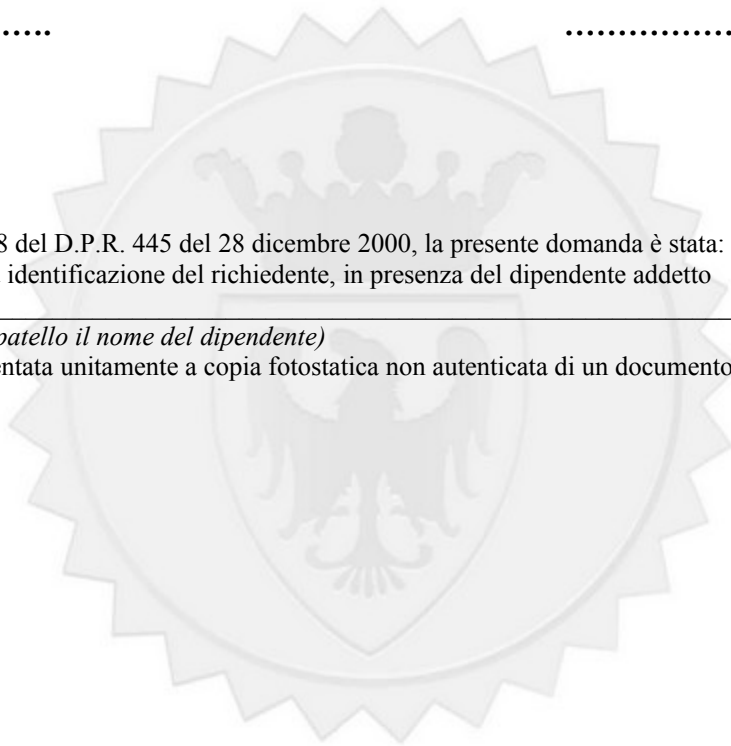 …….. ………………
8 del D.P.R. 445 del 28 dicembre 2000, la presente domanda è stata:
identificazione del richiedente, in presenza del dipendente addetto
patello il nome del dipendente)
entata unitamente a copia fotostatica non autenticata di un documento